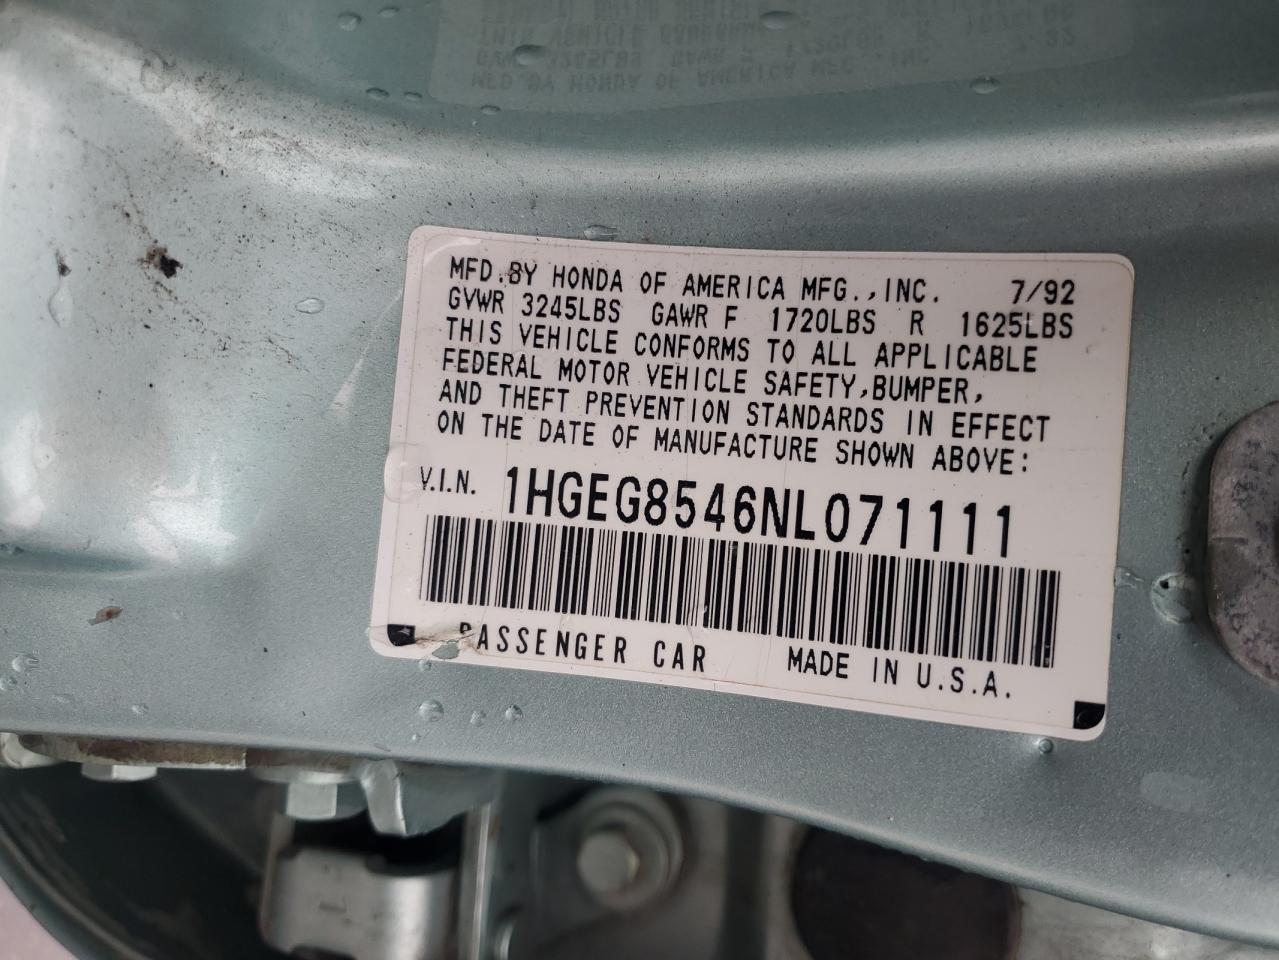 MFD.BY HONDA OF AMERICA MFG.,INC. 7/92
GVWR 3245LBS GAWR F 1720LBS R 1625LBS
THIS VEHICLE CONFORMS TO ALL APPLICABLE
FEDERAL MOTOR VEHICLE SAFETY,BUMPER,
AND THEFT PREVENTION STANDARDS IN EFFECT
ON THE DATE OF MANUFACTURE SHOWN ABOVE:
V.I.N. 1HGEG8546NL071111
PASSENGER CAR MADE IN U.S.A.